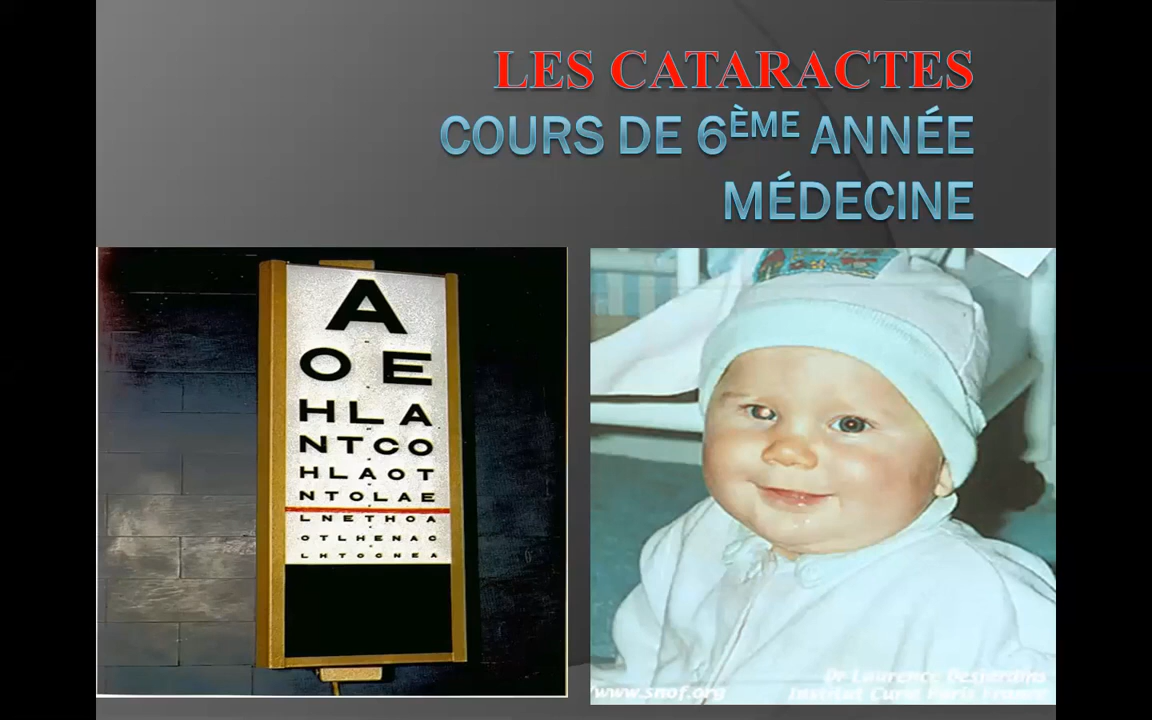 LES CATARACTES
COURS DE 6ÈME ANNÉE
MÉDECINE
A
O E
H L A
N T C O
H L A O T
N T O L A E
L N E T H O A
O T L H E N A C
L H T O C N E A
/www.snof.org
Dr Laurence Desjardins
Institut Curie Paris France